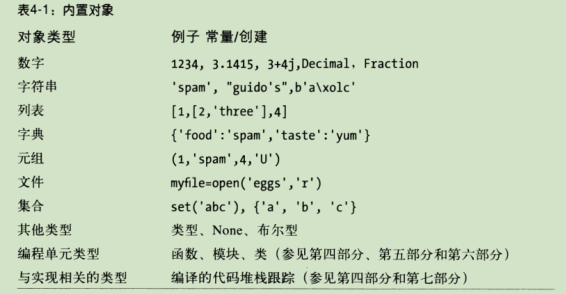 表4-1：内置对象
对象类型 例子 常量/创建
数字 1234, 3.1415, 3+4j,Decimal, Fraction
字符串 'spam', "guido's",b'a\xolc'
列表 [1,[2,'three'],4]
字典 {'food':'spam','taste':'yum'}
元组 (1,'spam',4,'U')
文件 myfile=open('eggs','r')
集合 set('abc'), {'a', 'b', 'c'}
其他类型 类型、None、布尔型
编程单元类型 函数、模块、类（参见第四部分、第五部分和第六部分）
与实现相关的类型 编译的代码堆栈跟踪（参见第四部分和第七部分）